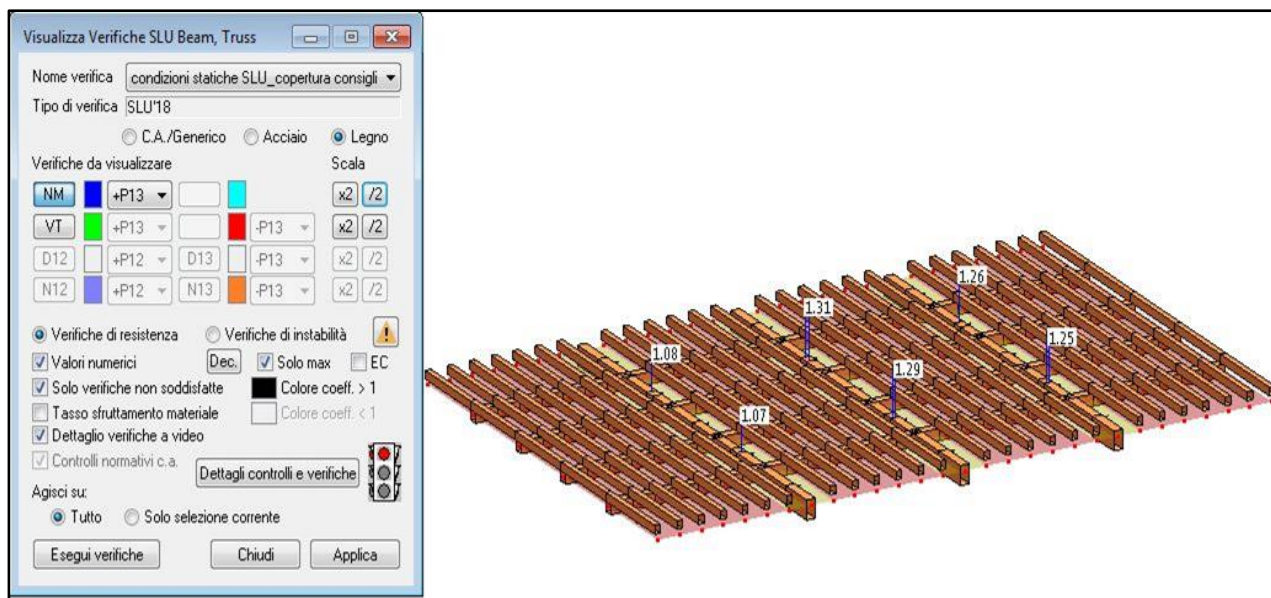 Visualizza Verifiche SLU Beam, Truss
Nome verifica condizioni statiche SLU_copertura consigli
Tipo di verifica SLU'18
C.A./Generico Acciaio Legno
Verifiche da visualizzare Scala
NM +P13 x2 /2
VT +P13 -P13 x2 /2
D12 +P12 D13 -P13 x2 /2
N12 +P12 N13 -P13 x2 /2
Verifiche di resistenza Verifiche di instabilità
Valori numerici Dec. Solo max EC
Solo verifiche non soddisfatte Colore coeff. > 1
Tasso sfruttamento materiale Colore coeff. < 1
Dettaglio verifiche a video
Controlli normativi c.a. Dettagli controlli e verifiche
Agisci su:
Tutto Solo selezione corrente
Esegui verifiche Chiudi Applica
1.26
1.31
1.25
1.08
1.29
1.07